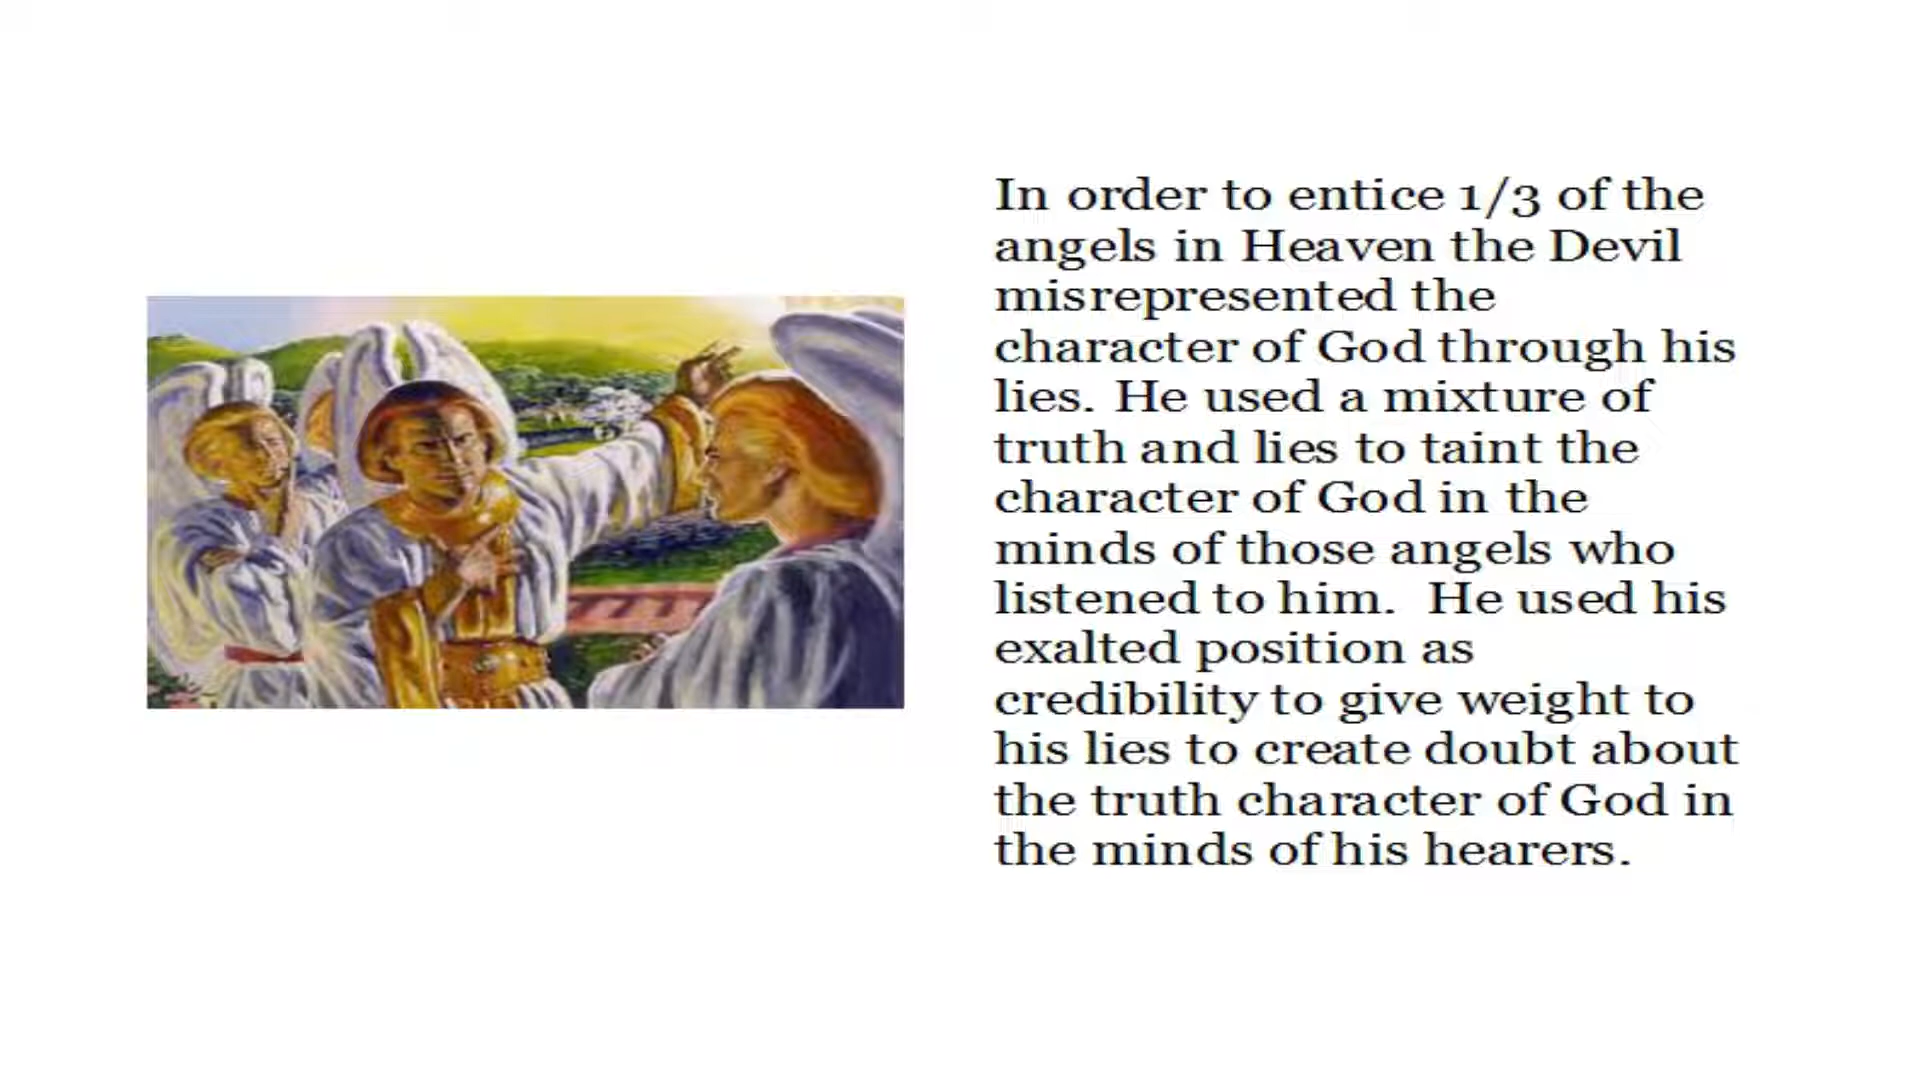 In order to entice 1/3 of the
angels in Heaven the Devil
misrepresented the
character of God through his
lies. He used a mixture of
truth and lies to taint the
character of God in the
minds of those angels who
listened to him.  He used his
exalted position as
credibility to give weight to
his lies to create doubt about
the truth character of God in
the minds of his hearers.